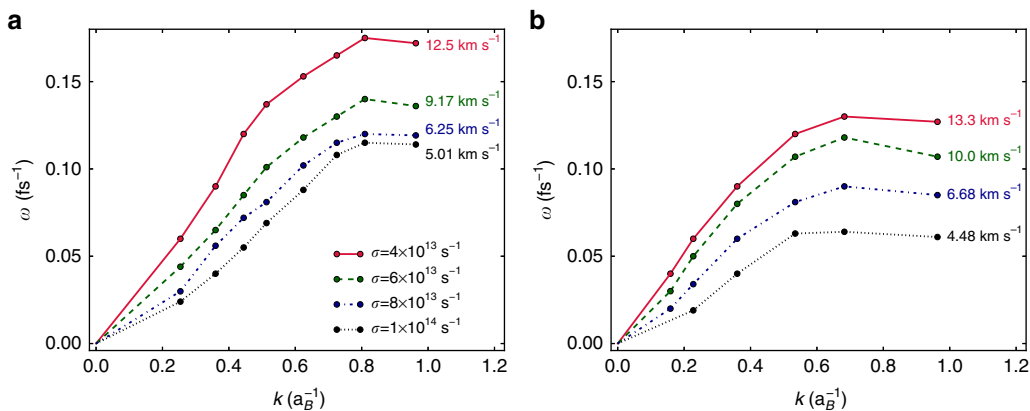 a
0.15
0.10
0.05
0.00
ω (fs⁻¹)
0.0 0.2 0.4 0.6 0.8 1.0 1.2
k (a_B⁻¹)
12.5 km s⁻¹
9.17 km s⁻¹
6.25 km s⁻¹
5.01 km s⁻¹
σ=4×10¹³ s⁻¹
σ=6×10¹³ s⁻¹
σ=8×10¹³ s⁻¹
σ=1×10¹⁴ s⁻¹
b
0.15
0.10
0.05
0.00
ω (fs⁻¹)
0.0 0.2 0.4 0.6 0.8 1.0 1.2
k (a_B⁻¹)
13.3 km s⁻¹
10.0 km s⁻¹
6.68 km s⁻¹
4.48 km s⁻¹